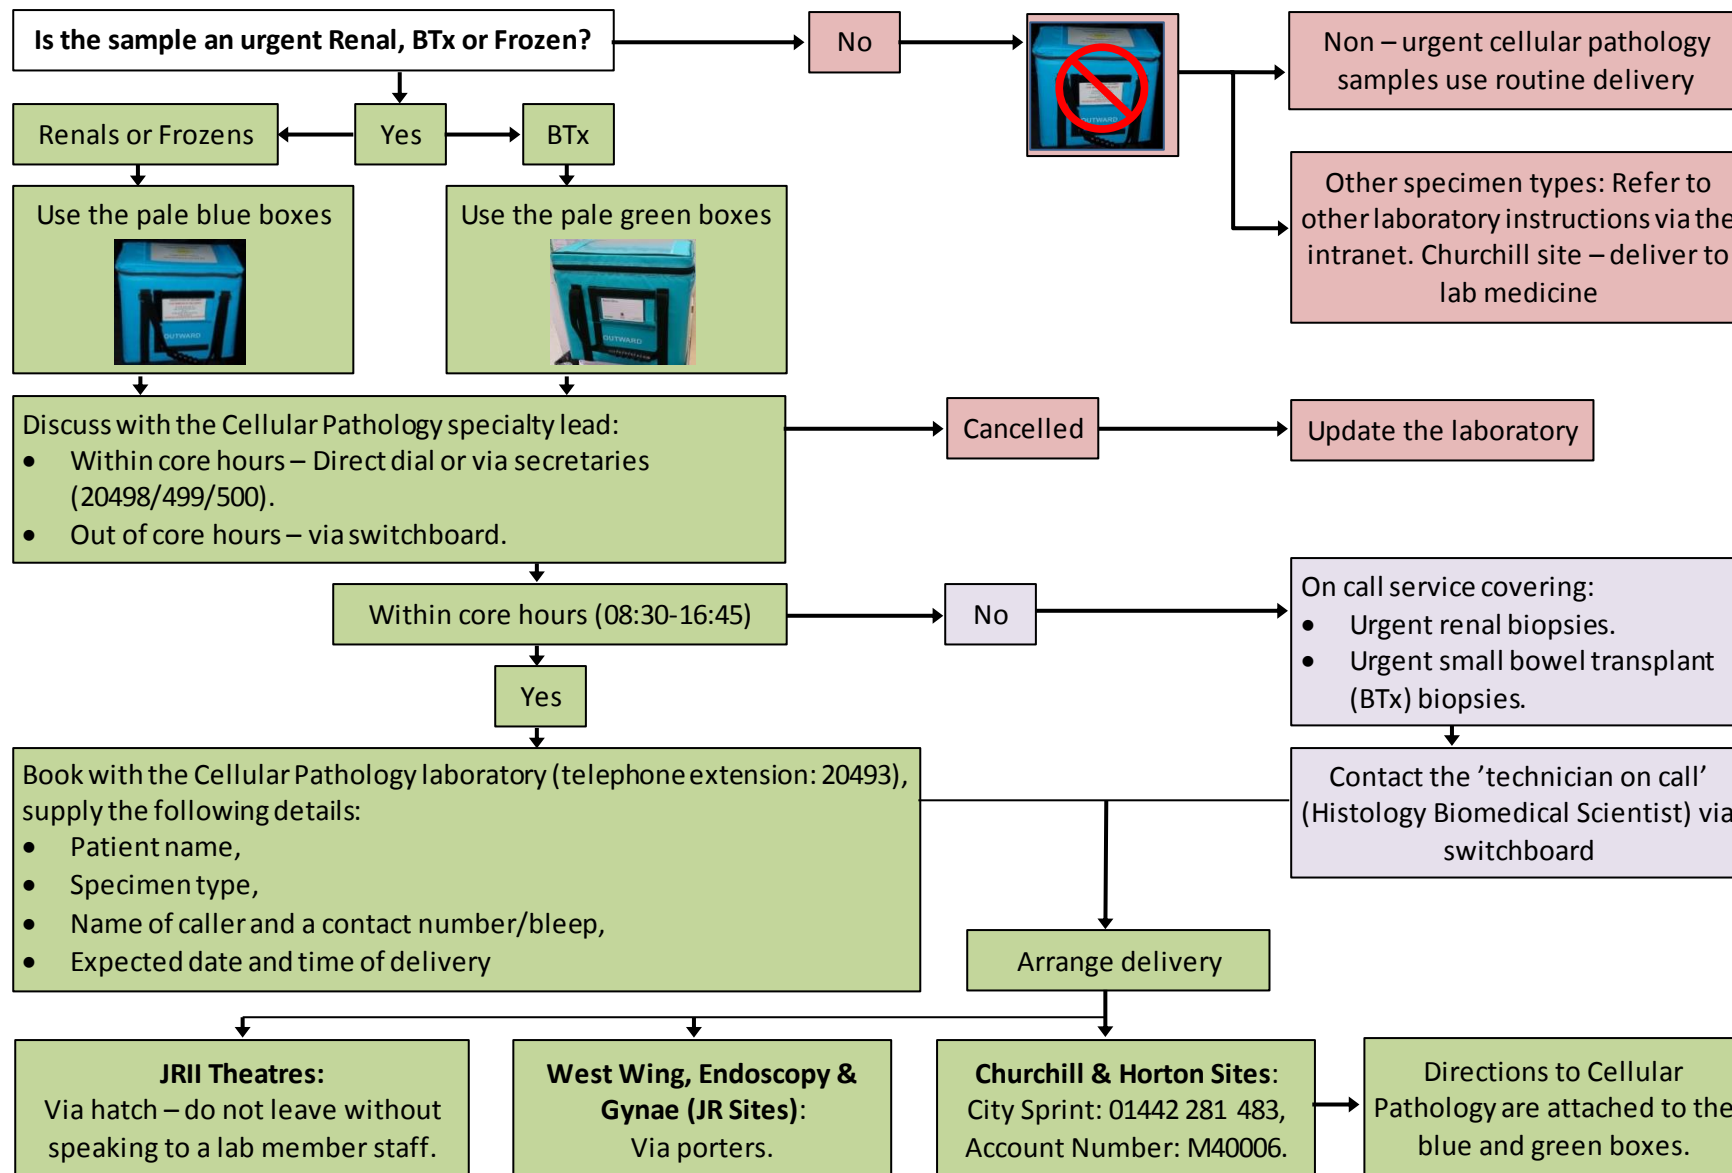 Is the sample an urgent Renal, BTx or Frozen?
No
Non – urgent cellular pathology
samples use routine delivery
OUTWARD
Renals or Frozens
Yes
BTx
Other specimen types: Refer to
other laboratory instructions via the
intranet. Churchill site – deliver to
lab medicine
Use the pale blue boxes
OUTWARD
Use the pale green boxes
OUTWARD
Discuss with the Cellular Pathology specialty lead:
• Within core hours – Direct dial or via secretaries
(20498/499/500).
• Out of core hours – via switchboard.
Cancelled
Update the laboratory
Within core hours (08:30-16:45)
No
On call service covering:
• Urgent renal biopsies.
• Urgent small bowel transplant
(BTx) biopsies.
Yes
Book with the Cellular Pathology laboratory (telephone extension: 20493),
supply the following details:
• Patient name,
• Specimen type,
• Name of caller and a contact number/bleep,
• Expected date and time of delivery
Contact the ’technician on call’
(Histology Biomedical Scientist) via
switchboard
Arrange delivery
JRII Theatres:
Via hatch – do not leave without
speaking to a lab member staff.
West Wing, Endoscopy &
Gynae (JR Sites):
Via porters.
Churchill & Horton Sites:
City Sprint: 01442 281 483,
Account Number: M40006.
Directions to Cellular
Pathology are attached to the
blue and green boxes.